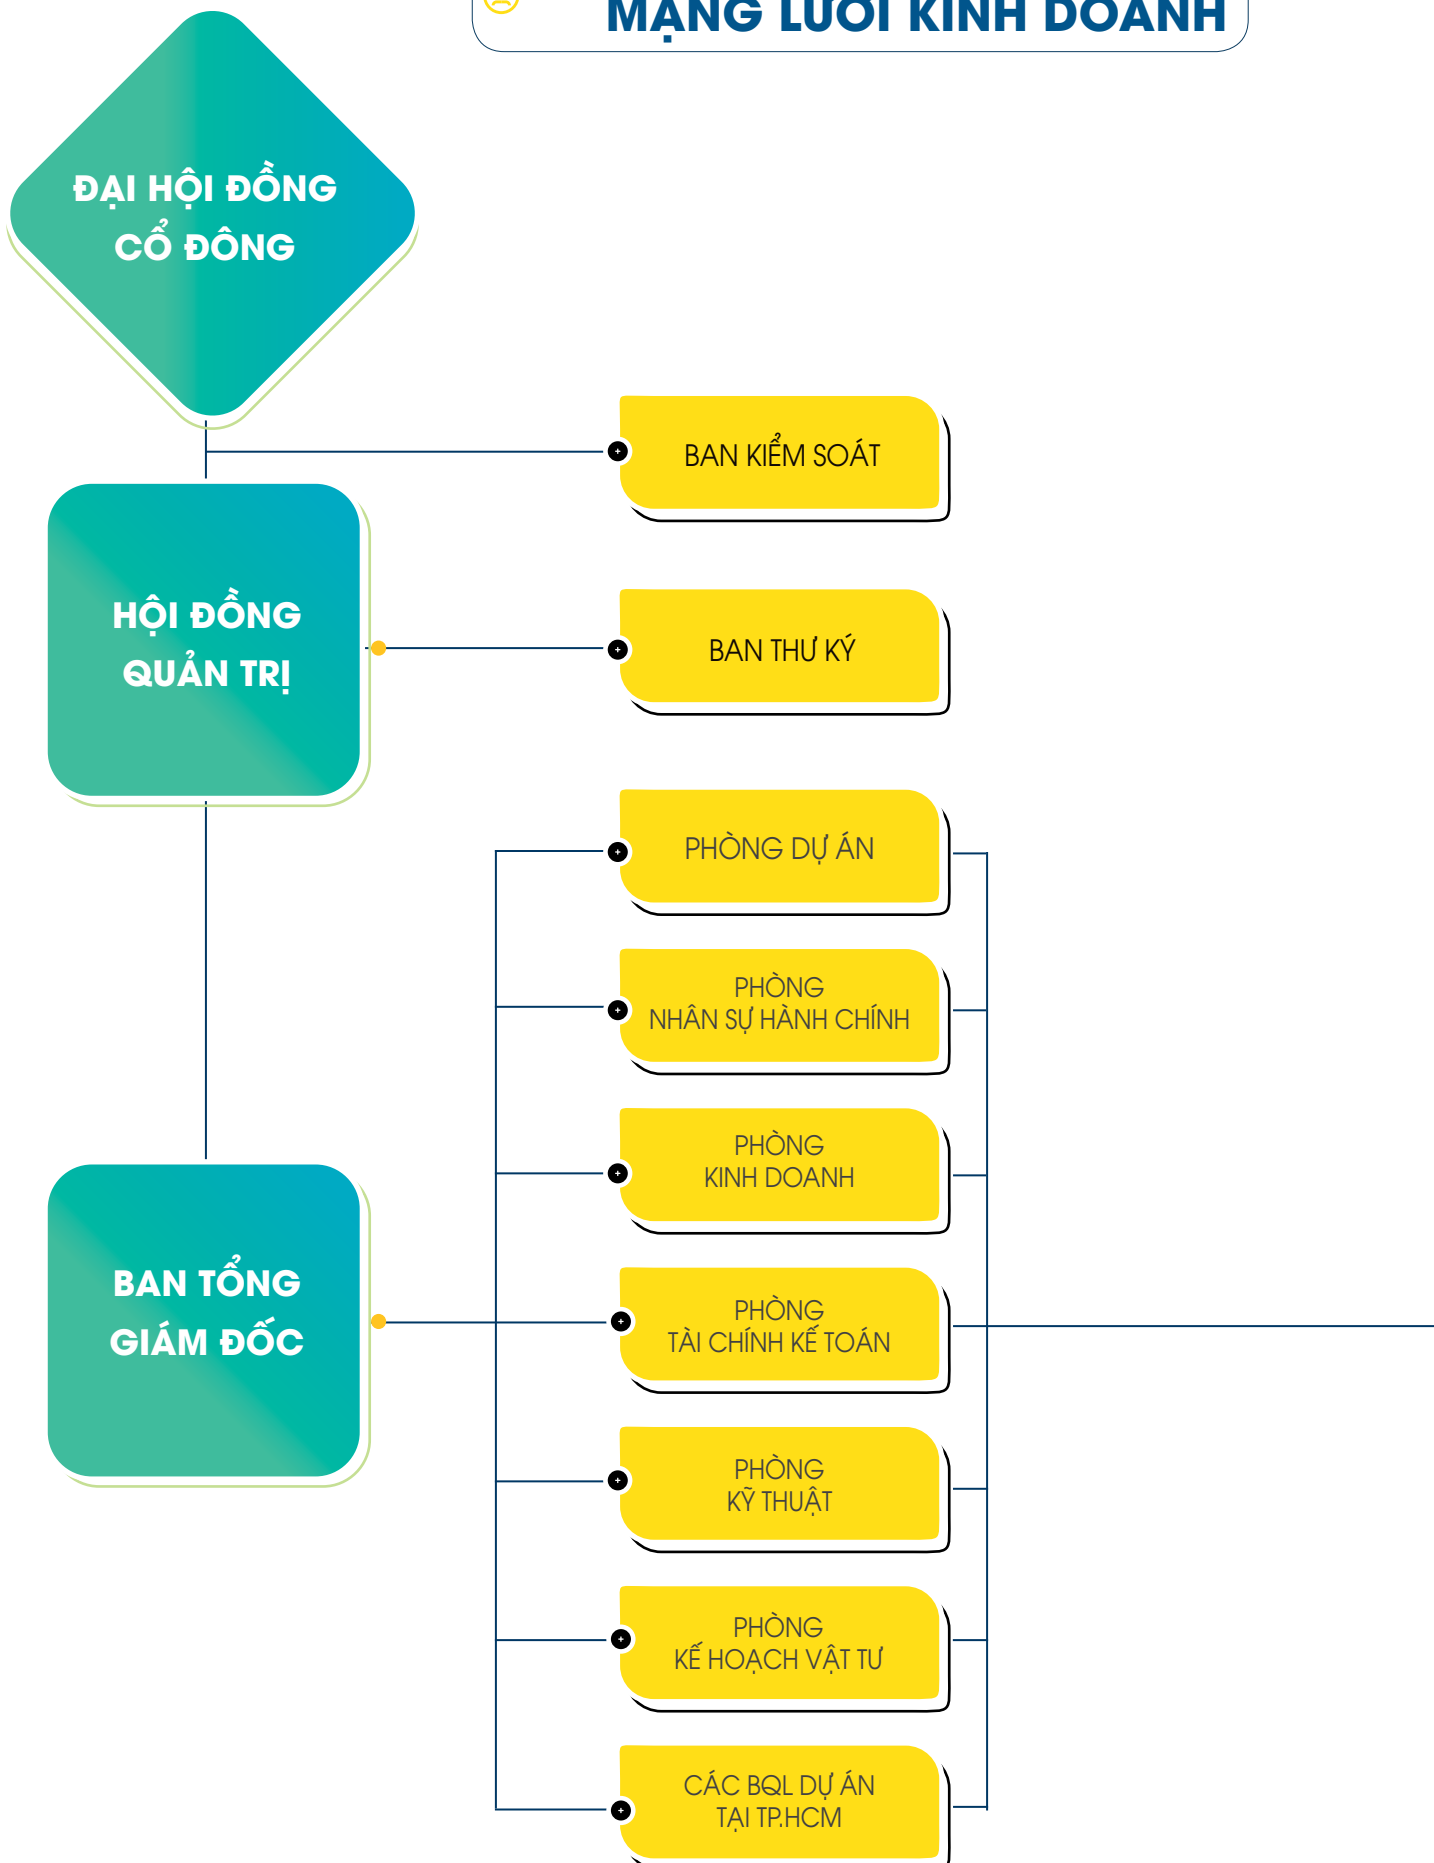 MẠNG LƯỚI KINH DOANH
ĐẠI HỘI ĐỒNG
CỔ ĐÔNG
BAN KIỂM SOÁT
HỘI ĐỒNG
QUẢN TRỊ
BAN THƯ KÝ
PHÒNG DỰ ÁN
PHÒNG
NHÂN SỰ HÀNH CHÍNH
PHÒNG
KINH DOANH
BAN TỔNG
GIÁM ĐỐC
PHÒNG
TÀI CHÍNH KẾ TOÁN
PHÒNG
KỸ THUẬT
PHÒNG
KẾ HOẠCH VẬT TƯ
CÁC BQL DỰ ÁN
TẠI TP.HCM